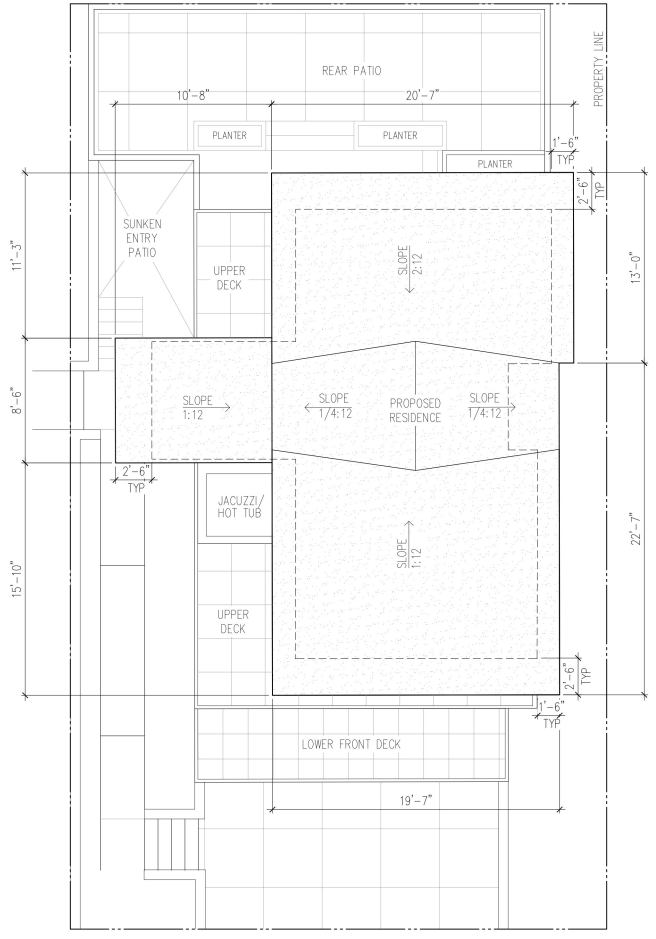 REAR PATIO
PROPERTY LINE
10'-8"
20'-7"
PLANTER
PLANTER
1'-6"
TYP
PLANTER
2'-6"
TYP
SUNKEN
ENTRY
PATIO
11'-3"
UPPER
DECK
SLOPE
2:12
13'-0"
8'-6"
SLOPE
1:12
SLOPE
1/4:12
PROPOSED
RESIDENCE
SLOPE
1/4:12
2'-6"
TYP
JACUZZI/
HOT TUB
SLOPE
1:12
22'-7"
15'-10"
UPPER
DECK
2'-6"
TYP
1'-6"
TYP
LOWER FRONT DECK
19'-7"